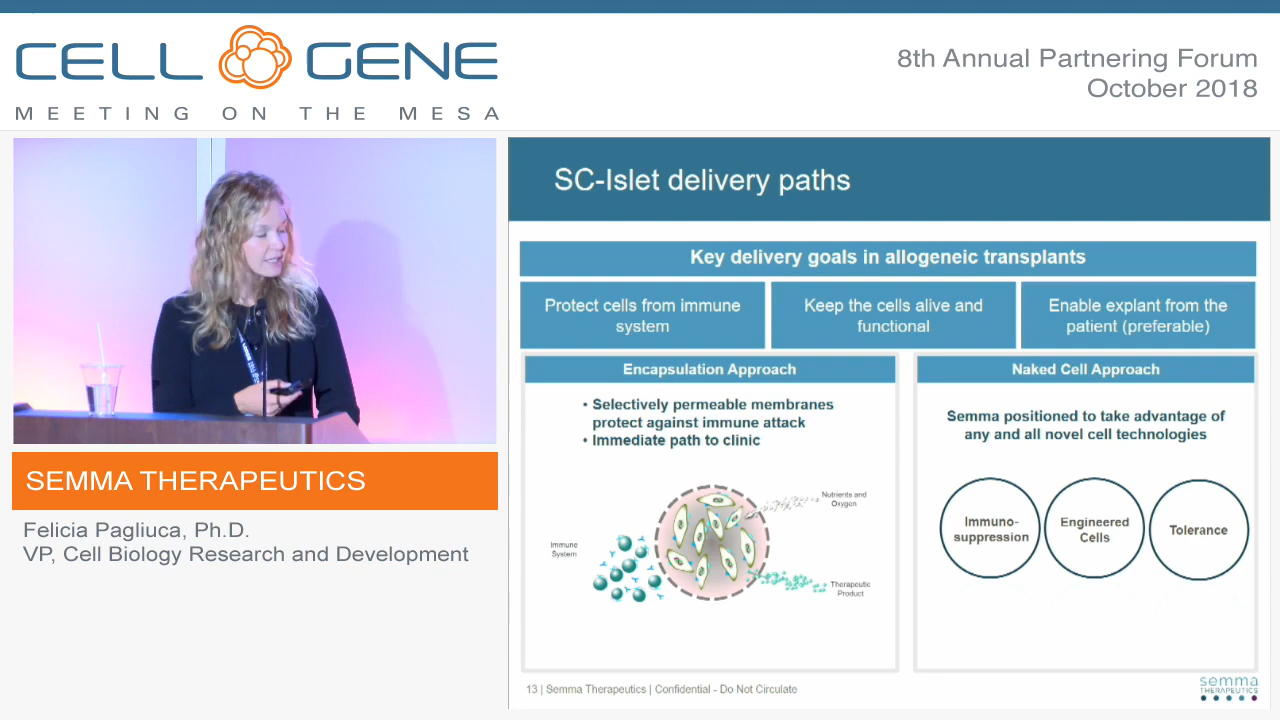 CELL GENE
MEETING ON THE MESA
8th Annual Partnering Forum
October 2018
SEMMA THERAPEUTICS
Felicia Pagliuca, Ph.D.
VP, Cell Biology Research and Development
SC-Islet delivery paths
Key delivery goals in allogeneic transplants
Protect cells from immune
system
Keep the cells alive and
functional
Enable explant from the
patient (preferable)
Encapsulation Approach
• Selectively permeable membranes
protect against immune attack
• Immediate path to clinic
Nutrients and
Oxygen
Immune
System
Therapeutic
Product
Naked Cell Approach
Semma positioned to take advantage of
any and all novel cell technologies
Immuno-
suppression
Engineered
Cells
Tolerance
13 | Semma Therapeutics | Confidential - Do Not Circulate
semma
THERAPEUTICS